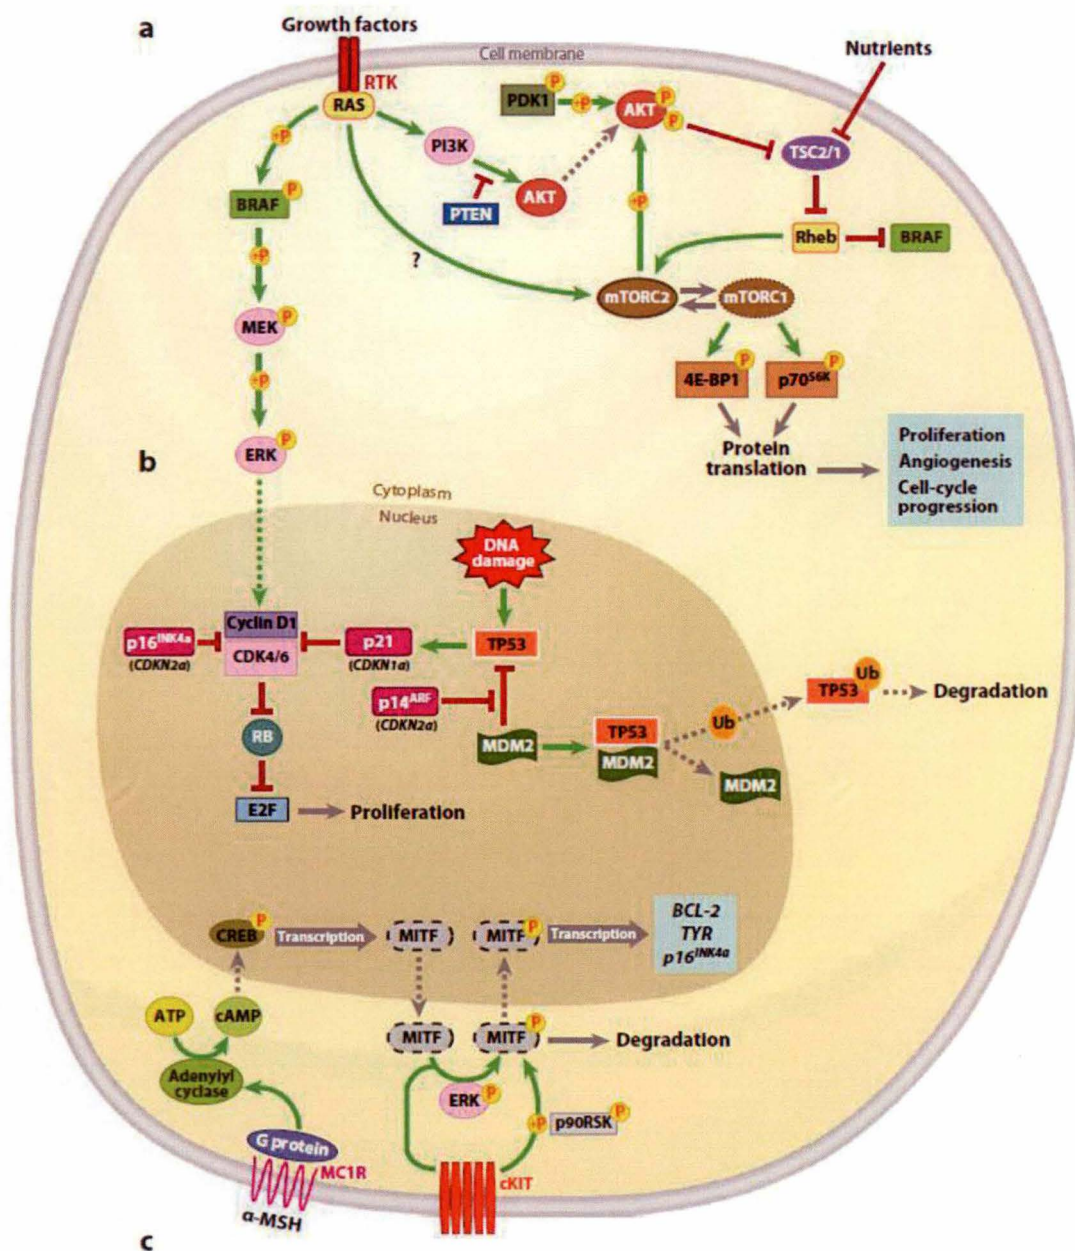 a
Growth factors
Cell membrane
Nutrients
RTK
RAS
PDK1
P
+P
AKT
P
P
+P
PI3K
TSC2/1
BRAF
P
PTEN
AKT
+P
Rheb
BRAF
+P
?
mTORC2
mTORC1
MEK
P
4E-BP1
P
p70S6K
P
+P
ERK
P
Protein
translation
Proliferation
Angiogenesis
Cell-cycle
progression
b
Cytoplasm
Nucleus
DNA
damage
Cyclin D1
CDK4/6
p16INK4a
(CDKN2a)
p21
(CDKN1a)
TP53
p14ARF
(CDKN2a)
TP53
Ub
Degradation
RB
MDM2
TP53
MDM2
Ub
MDM2
E2F
Proliferation
CREB
P
Transcription
MITF
MITF
P
Transcription
BCL-2
TYR
p16INK4a
ATP
cAMP
MITF
MITF
P
Degradation
Adenylyl
cyclase
ERK
P
+P
p90RSK
P
G protein
MC1R
α-MSH
cKIT
c